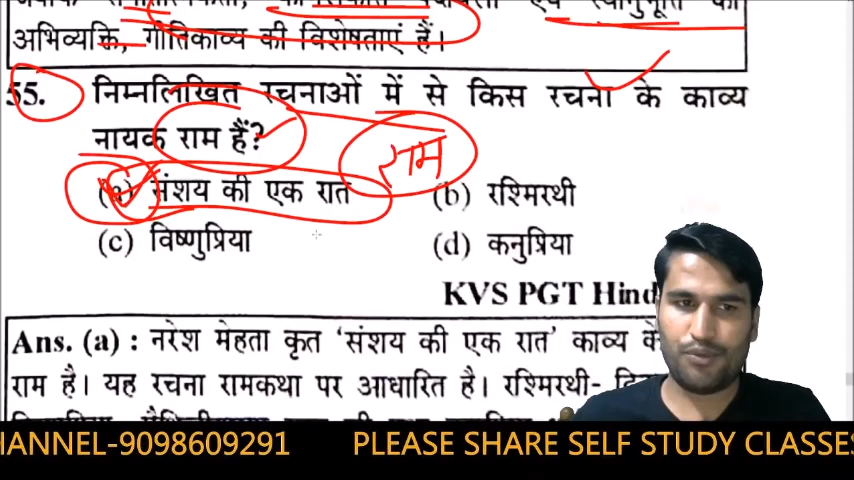 अभिव्यक्ति, गीतिकाव्य की विशेषताएं हैं।
55. निम्नलिखित रचनाओं में से किस रचना के काव्य
नायक राम हैं?
राम
(a) संशय की एक रात
(b) रश्मिरथी
(c) विष्णुप्रिया
(d) कनुप्रिया
KVS PGT Hind
Ans. (a) : नरेश मेहता कृत 'संशय की एक रात' काव्य के
राम है। यह रचना रामकथा पर आधारित है। रश्मिरथी-
HANNEL-9098609291 PLEASE SHARE SELF STUDY CLASSES